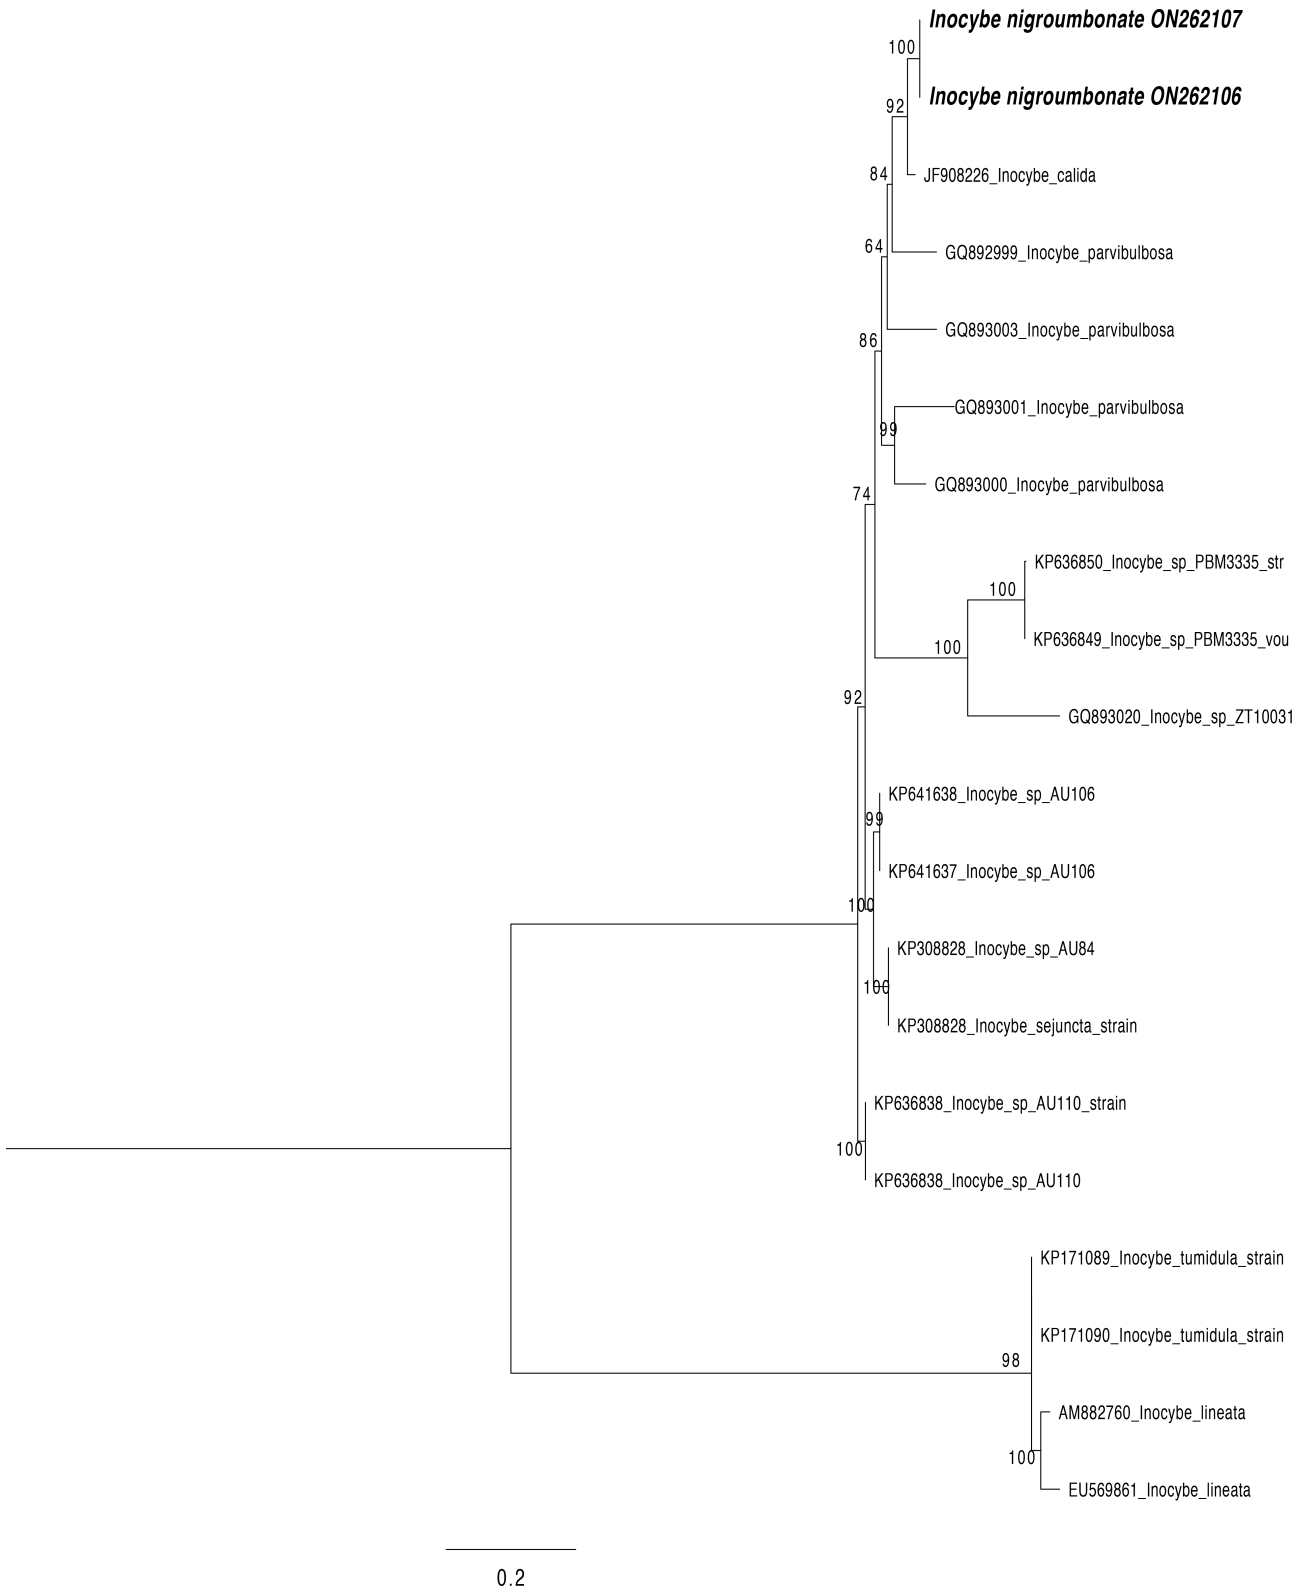 Inocybe nigroumbonate ON262107
100
Inocybe nigroumbonate ON262106
92
JF908226_Inocybe_calida
84
64
GQ892999_Inocybe_parvibulbosa
GQ893003_Inocybe_parvibulbosa
86
GQ893001_Inocybe_parvibulbosa
99
GQ893000_Inocybe_parvibulbosa
74
KP636850_Inocybe_sp_PBM3335_str
100
KP636849_Inocybe_sp_PBM3335_vou
100
92
GQ893020_Inocybe_sp_ZT10031
KP641638_Inocybe_sp_AU106
99
KP641637_Inocybe_sp_AU106
100
KP308828_Inocybe_sp_AU84
100
KP308828_Inocybe_sejuncta_strain
KP636838_Inocybe_sp_AU110_strain
100
KP636838_Inocybe_sp_AU110
KP171089_Inocybe_tumidula_strain
KP171090_Inocybe_tumidula_strain
98
AM882760_Inocybe_lineata
100
EU569861_Inocybe_lineata
0.2